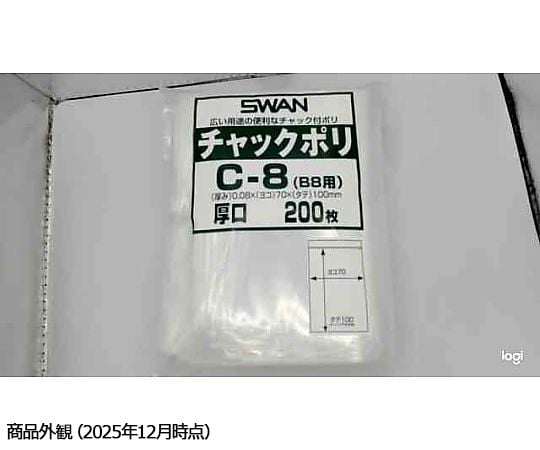 SWAN
広い用途の便利なチャック付ポリ
チャックポリ
C-8(B8用)
(厚み)0.08×(ヨコ)70×(タテ)100mm
厚口 200枚
ヨコ70
タテ100
logi
商品外観（2025年12月時点）